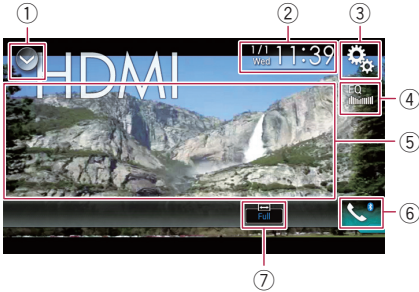 ① ② ③
1/1 Wed 11:39
HDMI
EQ
④
⑤
⑥
Full
⑦